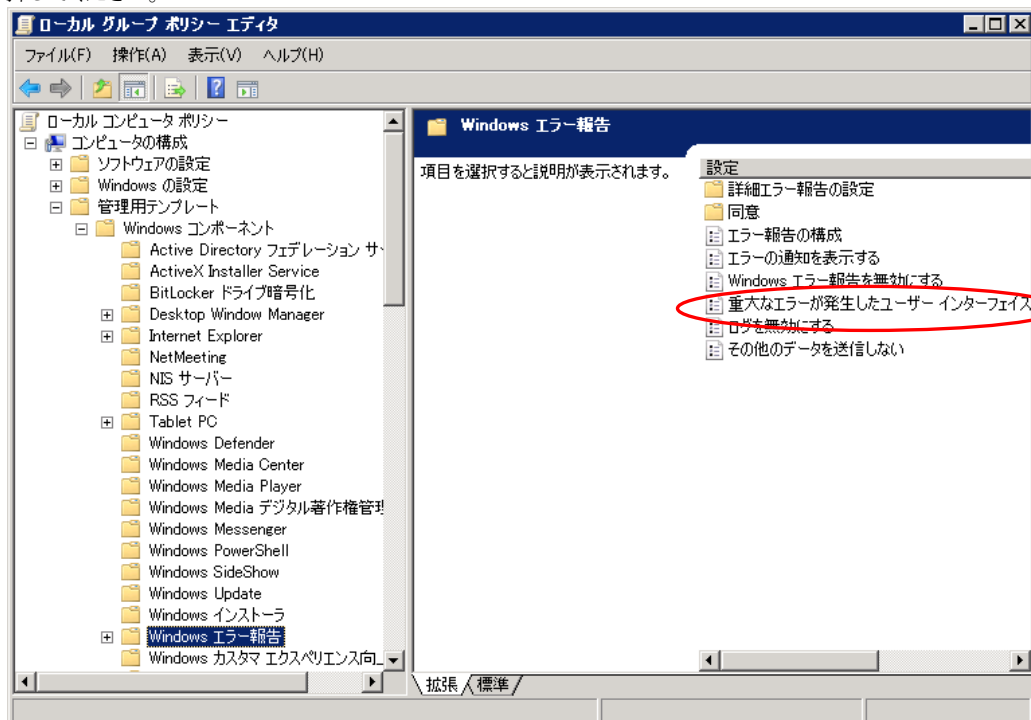 ローカル グループ ポリシー エディタ
ファイル(F) 操作(A) 表示(V) ヘルプ(H)
ローカル コンピュータ ポリシー
コンピュータの構成
ソフトウェアの設定
Windows の設定
管理用テンプレート
Windows コンポーネント
Active Directory フェデレーション サ
ActiveX Installer Service
BitLocker ドライブ暗号化
Desktop Window Manager
Internet Explorer
NetMeeting
NIS サーバー
RSS フィード
Tablet PC
Windows Defender
Windows Media Center
Windows Media Player
Windows Media デジタル著作権管理
Windows Messenger
Windows PowerShell
Windows SideShow
Windows Update
Windows インストーラ
Windows エラー報告
Windows カスタマ エクスペリエンス向
Windows エラー報告
項目を選択すると説明が表示されます。
設定
詳細エラー報告の設定
同意
エラー報告の構成
エラーの通知を表示する
Windows エラー報告を無効にする
重大なエラーが発生したユーザー インターフェイス
ログを無効にする
その他のデータを送信しない
拡張 標準